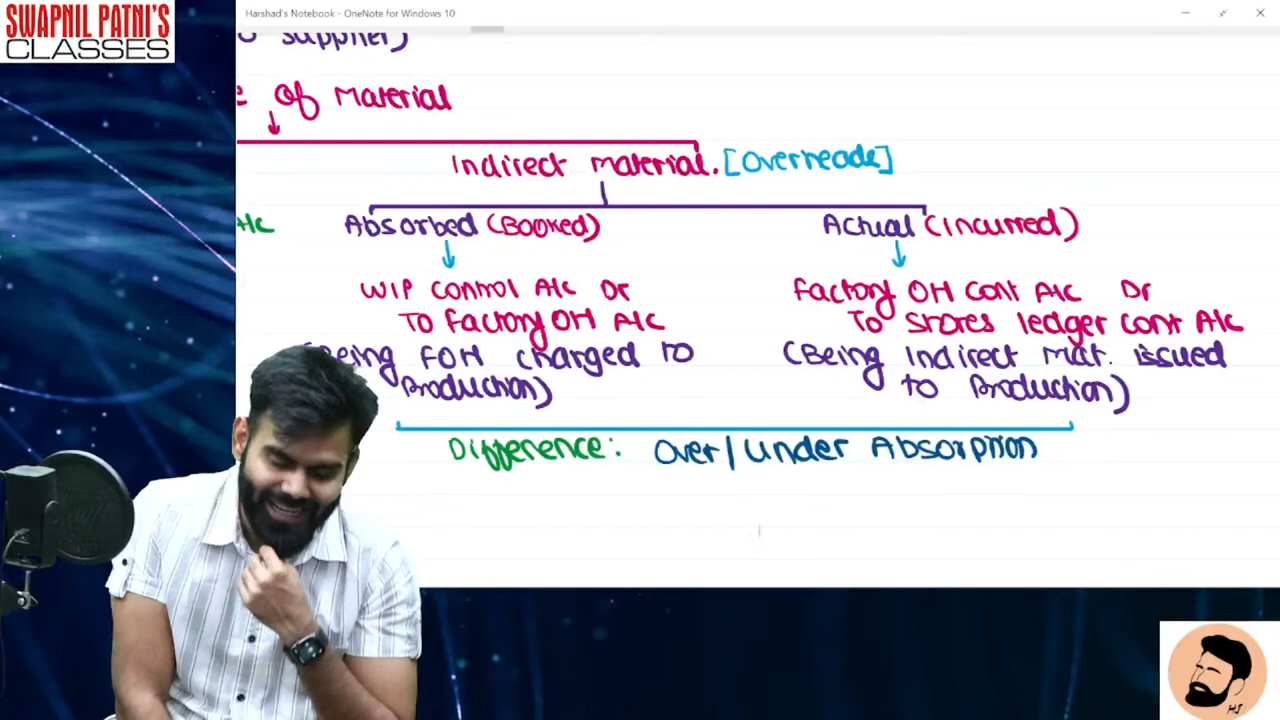 SWAPNIL PATNI'S
CLASSES
Harshad's Notebook - OneNote for Windows 10
supplier)
e of Material
Indirect material. [Overheads]
A/c
Absorbed (Booked)
Actual (Incurred)
WIP control A/c Dr
To factory OH A/c
(Being FOH charged to
Production)
Factory OH Cont A/c Dr
To Stores ledger cont A/c
(Being Indirect Mat. issued
to Production)
Difference: Over/Under Absorption
HJ